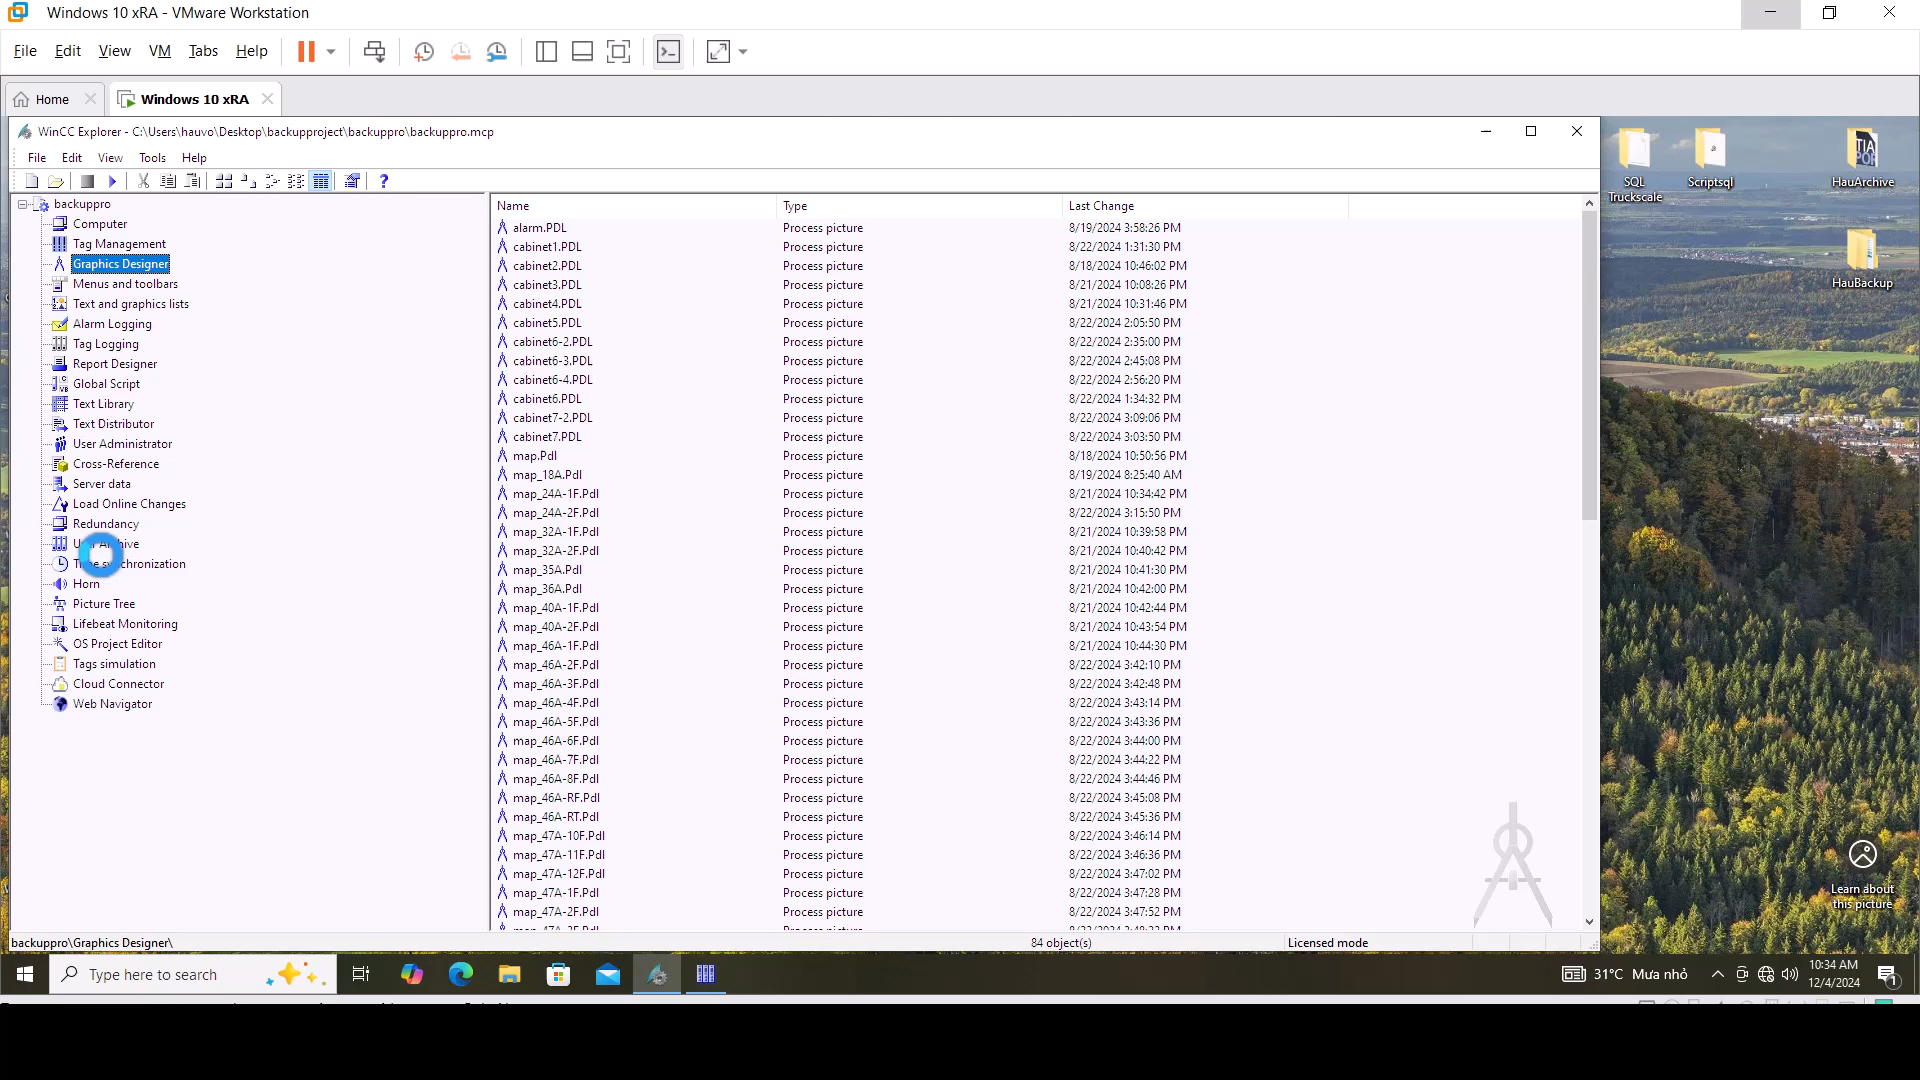 Windows 10 xRA - VMware Workstation
File Edit View VM Tabs Help
Home Windows 10 xRA
WinCC Explorer - C:\Users\hauvo\Desktop\backupproject\backuppro\backuppro.mcp
File Edit View Tools Help
backuppro
Computer
Tag Management
Graphics Designer
Menus and toolbars
Text and graphics lists
Alarm Logging
Tag Logging
Report Designer
Global Script
Text Library
Text Distributor
User Administrator
Cross-Reference
Server data
Load Online Changes
Redundancy
Horn
Picture Tree
Lifebeat Monitoring
OS Project Editor
Tags simulation
Cloud Connector
Web Navigator
Name Type Last Change
alarm.PDL Process picture 8/19/2024 3:58:26 PM
cabinet1.PDL Process picture 8/22/2024 1:31:30 PM
cabinet2.PDL Process picture 8/18/2024 10:46:02 PM
cabinet3.PDL Process picture 8/21/2024 10:08:26 PM
cabinet4.PDL Process picture 8/21/2024 10:31:46 PM
cabinet5.PDL Process picture 8/22/2024 2:05:50 PM
cabinet6-2.PDL Process picture 8/22/2024 2:35:00 PM
cabinet6-3.PDL Process picture 8/22/2024 2:45:08 PM
cabinet6-4.PDL Process picture 8/22/2024 2:56:20 PM
cabinet6.PDL Process picture 8/22/2024 1:34:32 PM
cabinet7-2.PDL Process picture 8/22/2024 3:09:06 PM
cabinet7.PDL Process picture 8/22/2024 3:03:50 PM
map.Pdl Process picture 8/18/2024 10:50:56 PM
map_18A.Pdl Process picture 8/19/2024 8:25:40 AM
map_24A-1F.Pdl Process picture 8/21/2024 10:34:42 PM
map_24A-2F.Pdl Process picture 8/22/2024 3:15:50 PM
map_32A-1F.Pdl Process picture 8/21/2024 10:39:58 PM
map_32A-2F.Pdl Process picture 8/21/2024 10:40:42 PM
map_35A.Pdl Process picture 8/21/2024 10:41:30 PM
map_36A.Pdl Process picture 8/21/2024 10:42:00 PM
map_40A-1F.Pdl Process picture 8/21/2024 10:42:44 PM
map_40A-2F.Pdl Process picture 8/21/2024 10:43:54 PM
map_46A-1F.Pdl Process picture 8/21/2024 10:44:30 PM
map_46A-2F.Pdl Process picture 8/22/2024 3:42:10 PM
map_46A-3F.Pdl Process picture 8/22/2024 3:42:48 PM
map_46A-4F.Pdl Process picture 8/22/2024 3:43:14 PM
map_46A-5F.Pdl Process picture 8/22/2024 3:43:36 PM
map_46A-6F.Pdl Process picture 8/22/2024 3:44:00 PM
map_46A-7F.Pdl Process picture 8/22/2024 3:44:22 PM
map_46A-8F.Pdl Process picture 8/22/2024 3:44:46 PM
map_46A-RF.Pdl Process picture 8/22/2024 3:45:08 PM
map_46A-RT.Pdl Process picture 8/22/2024 3:45:36 PM
map_47A-10F.Pdl Process picture 8/22/2024 3:46:14 PM
map_47A-11F.Pdl Process picture 8/22/2024 3:46:36 PM
map_47A-12F.Pdl Process picture 8/22/2024 3:47:02 PM
map_47A-1F.Pdl Process picture 8/22/2024 3:47:28 PM
map_47A-2F.Pdl Process picture 8/22/2024 3:47:52 PM
backuppro\Graphics Designer\ 84 object(s) Licensed mode
SQL
Truckscale
Scriptsql
TIA
HauArchive
HauBackup
Learn about
this picture
Type here to search
31°C Mưa nhỏ
10:34 AM
12/4/2024
1